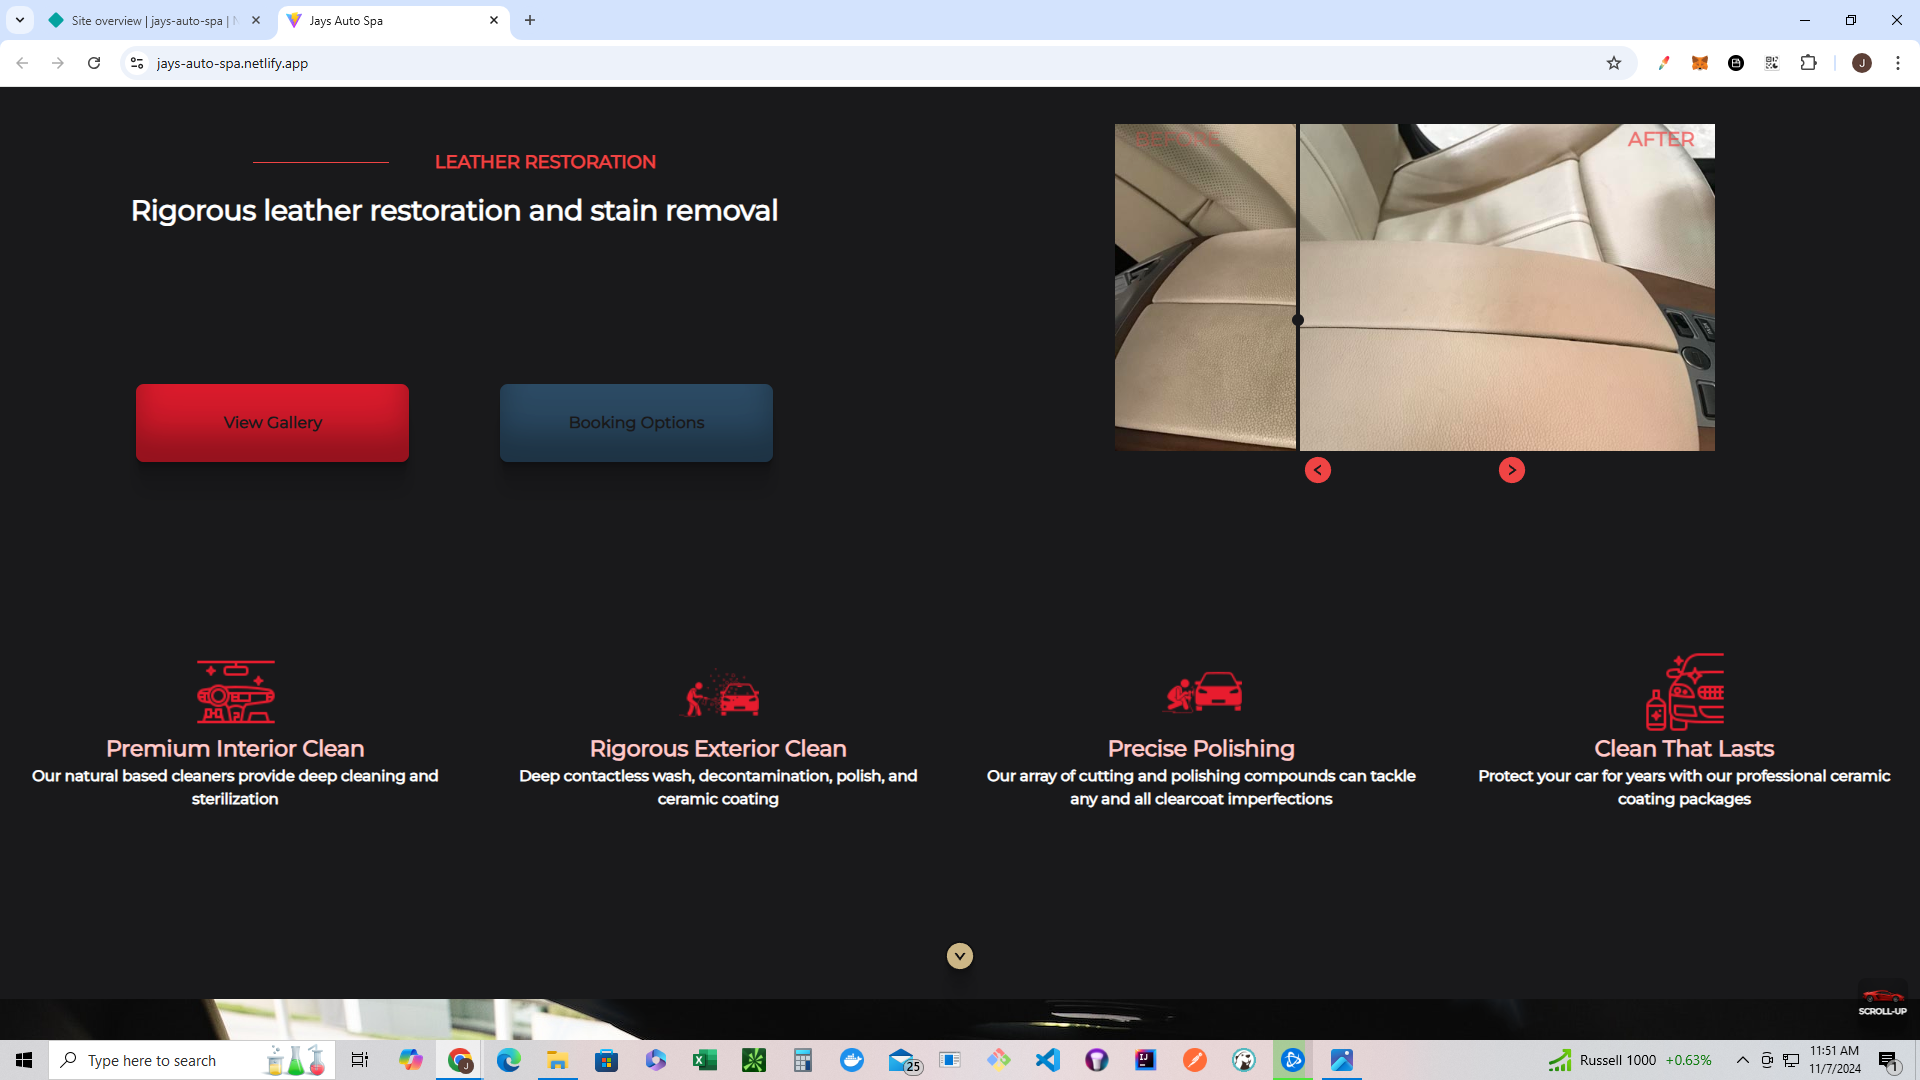 Site overview | jays-auto-spa |
Jays Auto Spa
jays-auto-spa.netlify.app
J
LEATHER RESTORATION
Rigorous leather restoration and stain removal
BEFORE
AFTER
View Gallery
Booking Options
Premium Interior Clean
Our natural based cleaners provide deep cleaning and
sterilization
Rigorous Exterior Clean
Deep contactless wash, decontamination, polish, and
ceramic coating
Precise Polishing
Our array of cutting and polishing compounds can tackle
any and all clearcoat imperfections
Clean That Lasts
Protect your car for years with our professional ceramic
coating packages
SCROLL-UP
Type here to search
J
25
Russell 1000 +0.63%
11:51 AM
11/7/2024
1